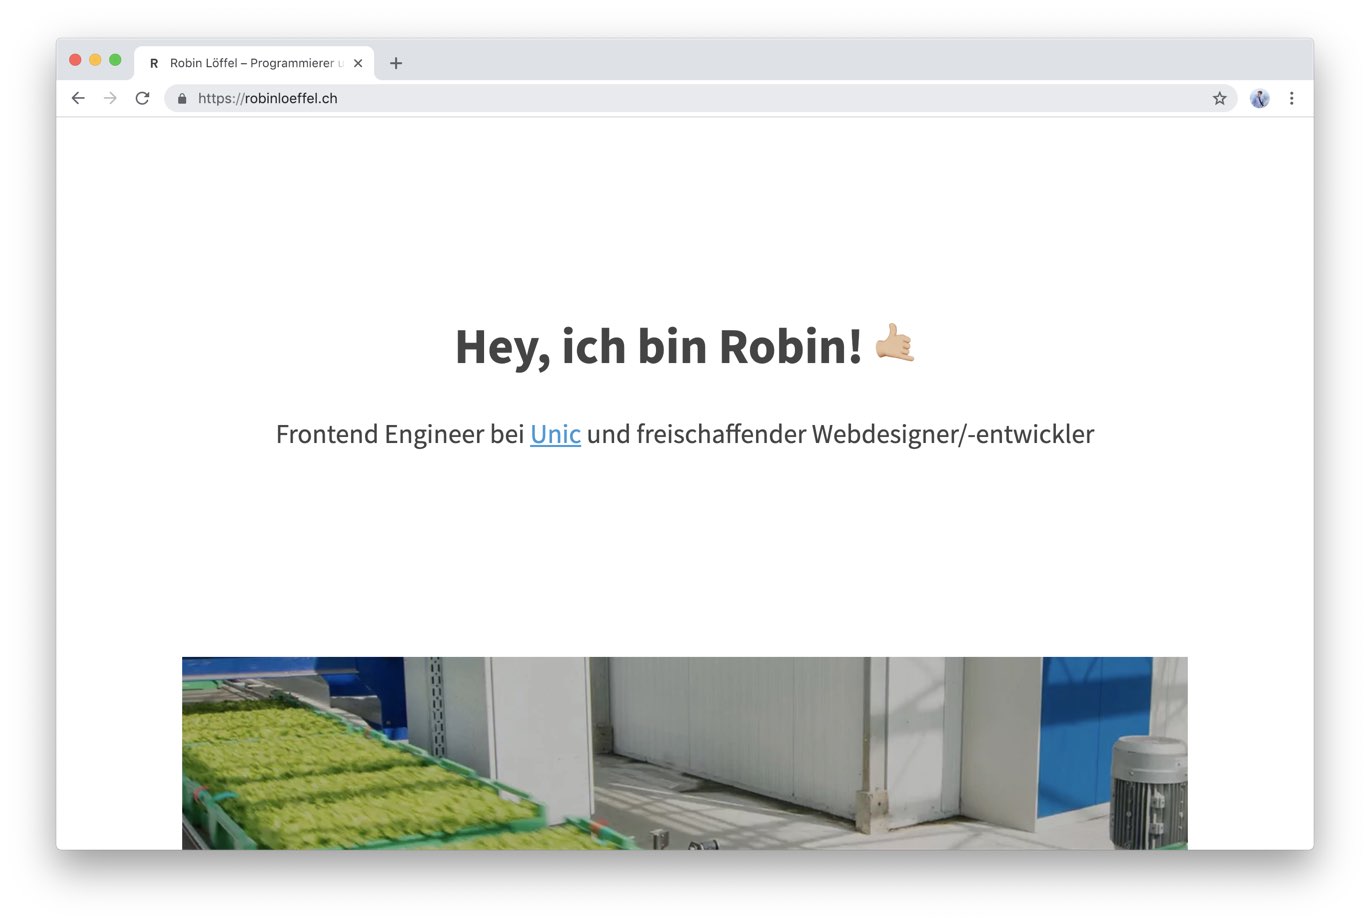 R Robin Löffel – Programmierer u
https://robinloeffel.ch
Hey, ich bin Robin! 🤙🏼
Frontend Engineer bei Unic und freischaffender Webdesigner/-entwickler